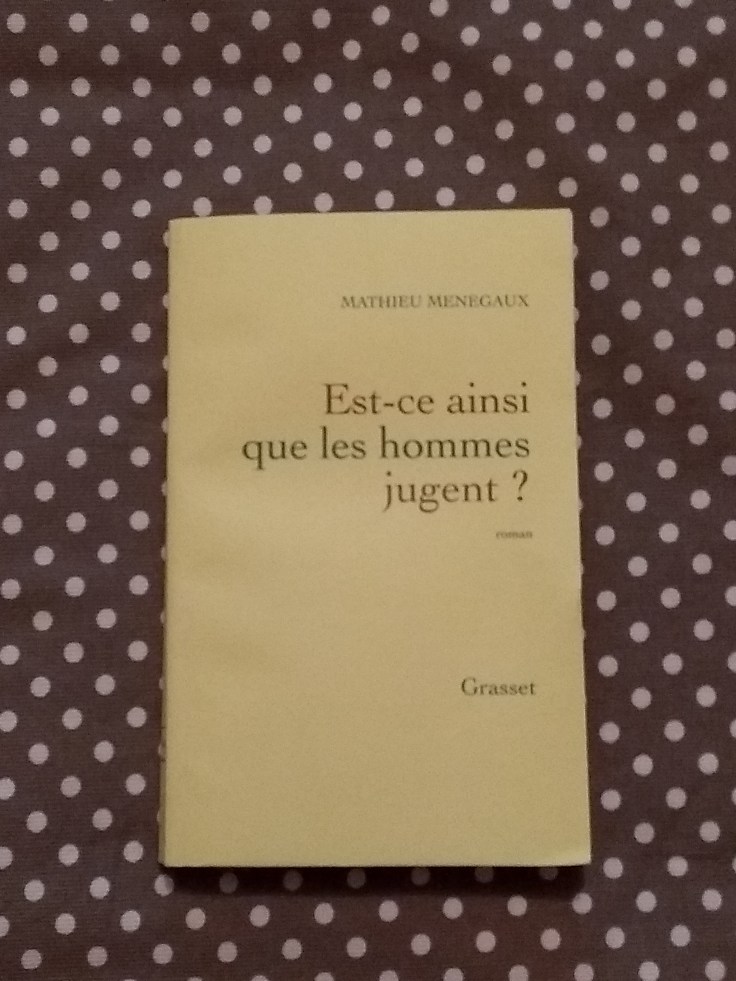 MATHIEU MENEGAUX
Est-ce ainsi
que les hommes
jugent ?
roman
Grasset